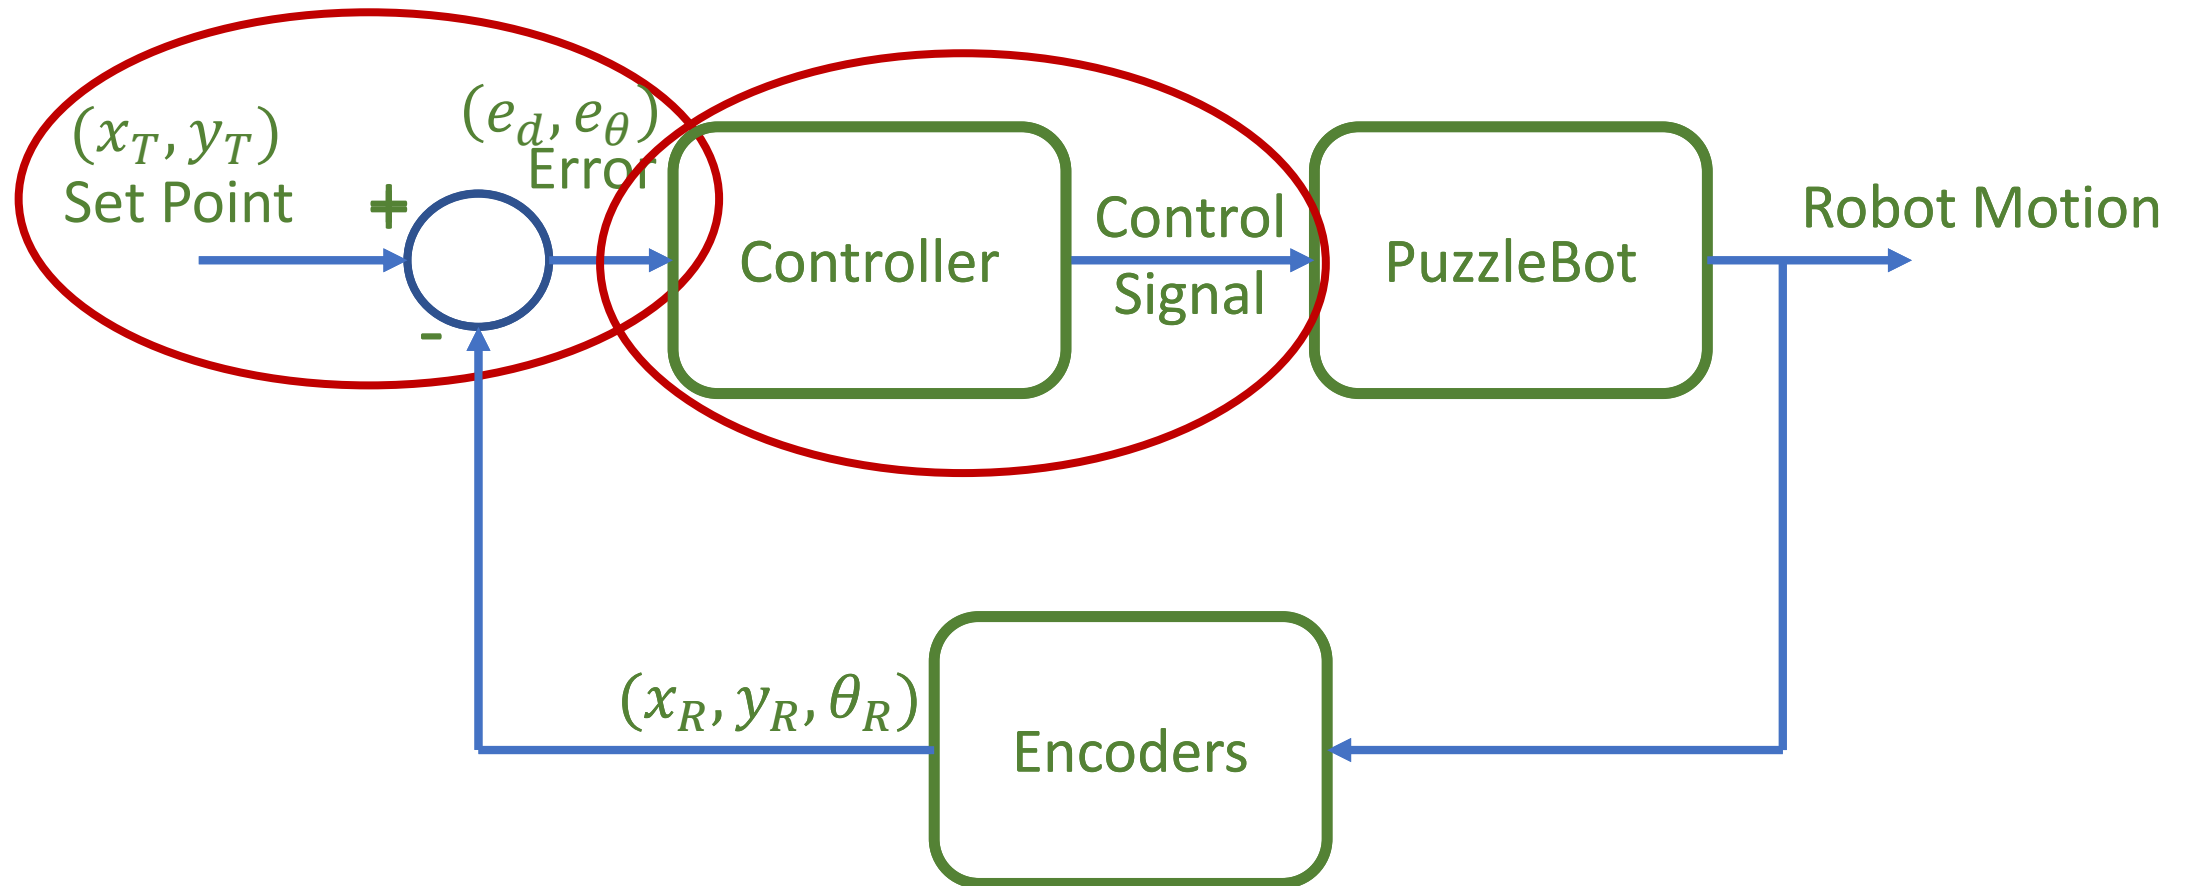 (x_T, y_T)
Set Point
+
-
(e_d, e_θ)
Error
Controller
Control
Signal
PuzzleBot
Robot Motion
(x_R, y_R, θ_R)
Encoders